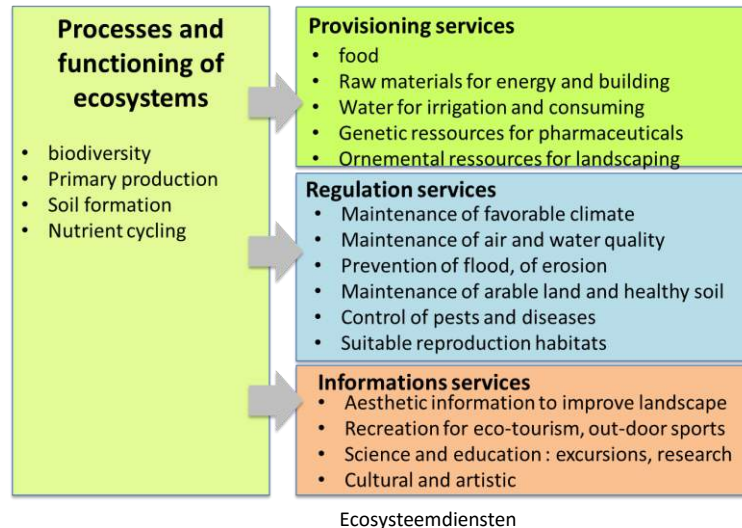 Processes and
functioning of
ecosystems
• biodiversity
• Primary production
• Soil formation
• Nutrient cycling
Provisioning services
• food
• Raw materials for energy and building
• Water for irrigation and consuming
• Genetic ressources for pharmaceuticals
• Ornemental ressources for landscaping
Regulation services
• Maintenance of favorable climate
• Maintenance of air and water quality
• Prevention of flood, of erosion
• Maintenance of arable land and healthy soil
• Control of pests and diseases
• Suitable reproduction habitats
Informations services
• Aesthetic information to improve landscape
• Recreation for eco-tourism, out-door sports
• Science and education : excursions, research
• Cultural and artistic
Ecosysteemdiensten